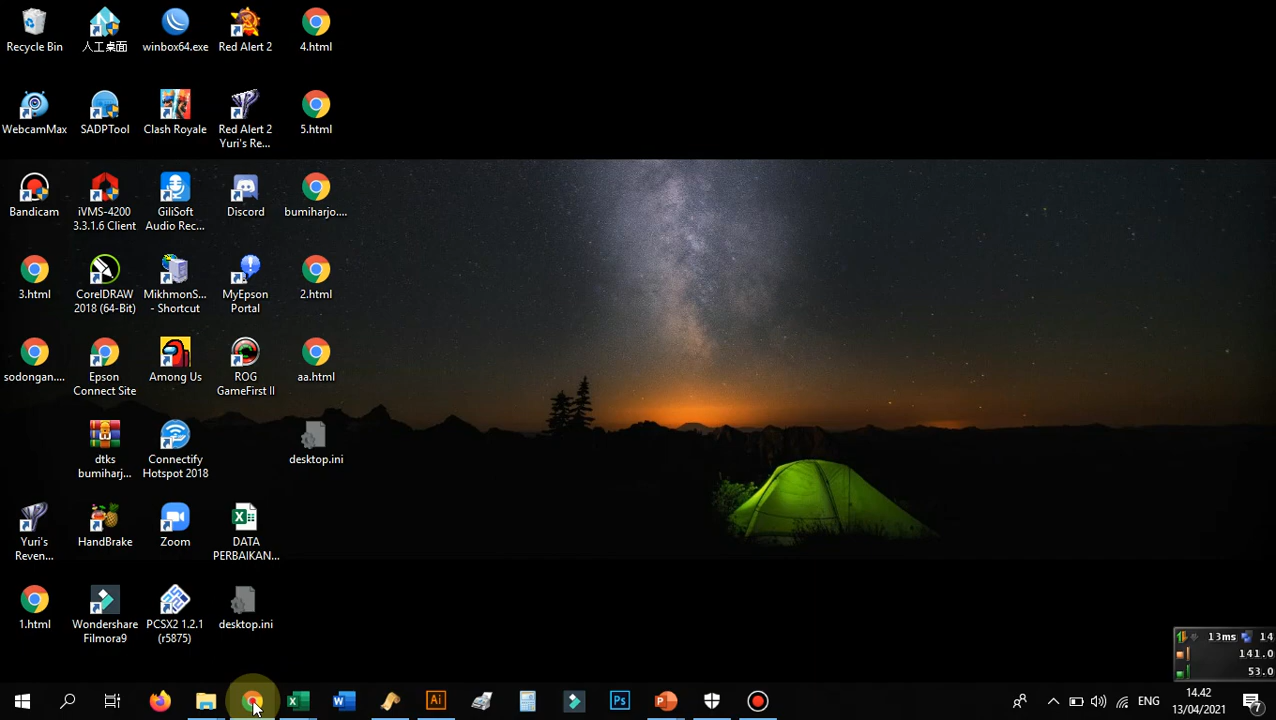 Recycle Bin
人工桌面
winbox64.exe
Red Alert 2
4.html
WebcamMax
SADPTool
Clash Royale
Red Alert 2
Yuri's Re...
5.html
Bandicam
iVMS-4200
3.3.1.6 Client
GiliSoft
Audio Rec...
Discord
bumiharjo....
3.html
CorelDRAW
2018 (64-Bit)
MikhmonS...
- Shortcut
MyEpson
Portal
2.html
sodongan....
Epson
Connect Site
Among Us
ROG
GameFirst II
aa.html
dtks
bumiharj...
Connectify
Hotspot 2018
desktop.ini
Yuri's
Reven...
HandBrake
Zoom
DATA
PERBAIKAN...
1.html
Wondershare
Filmora9
PCSX2 1.2.1
(r5875)
desktop.ini
13ms
14
141.0
53.0
Ai
Ps
ENG
14.42
13/04/2021
7